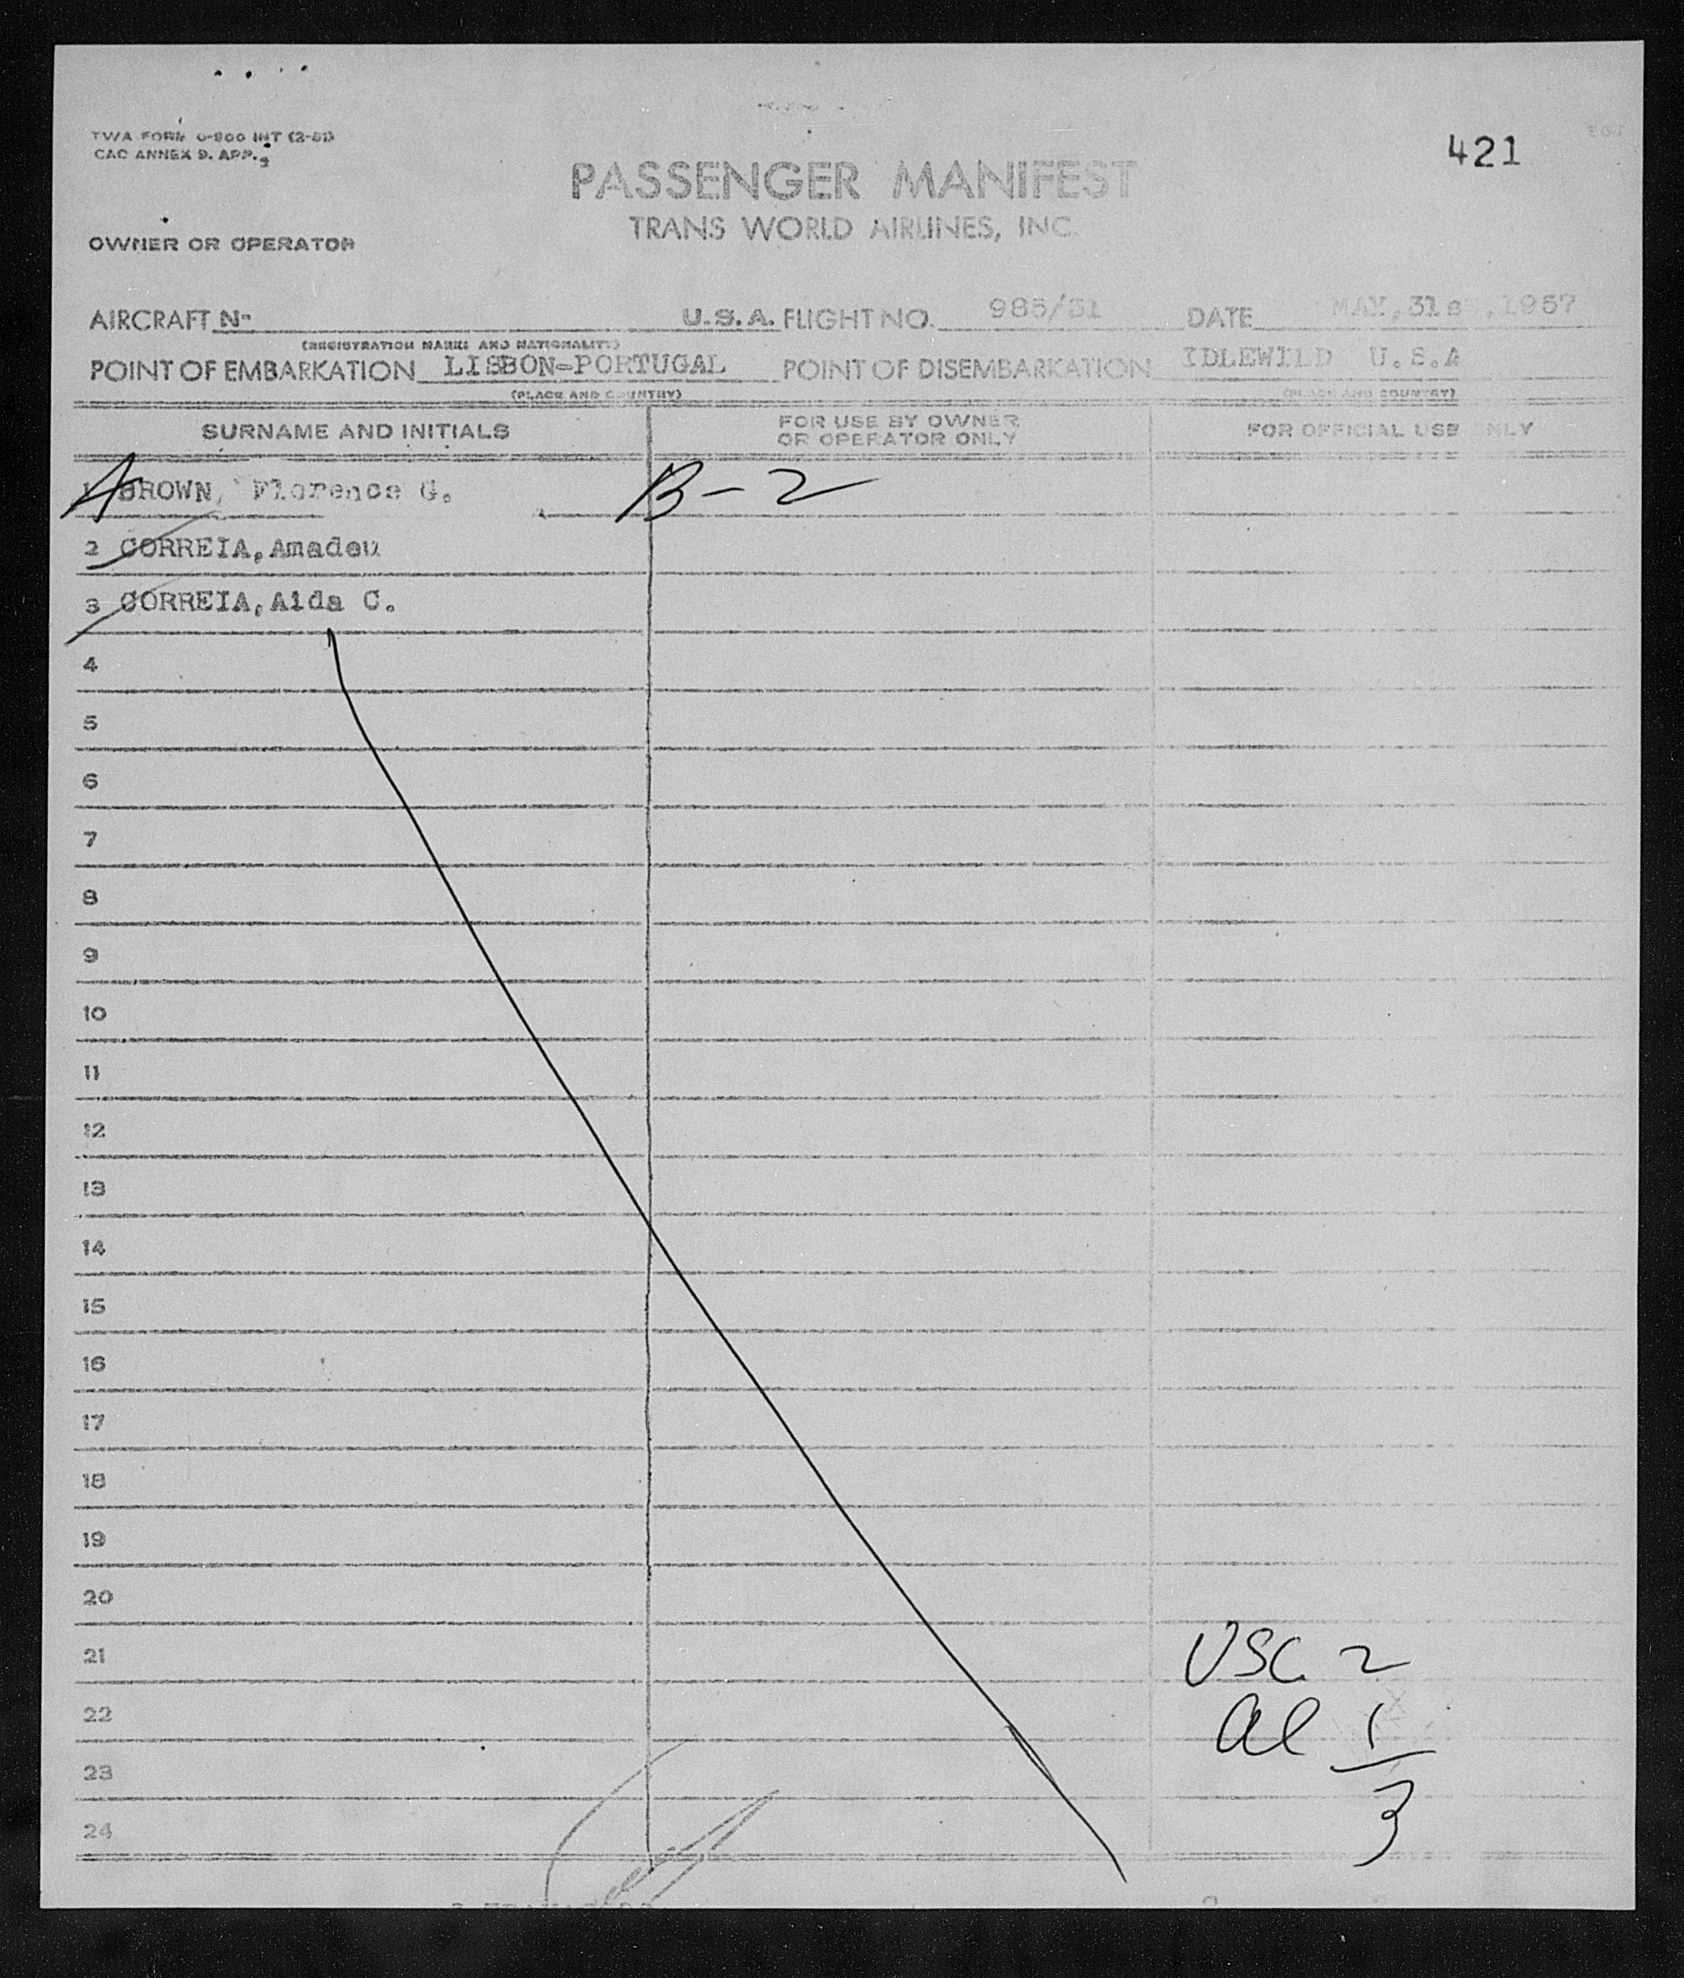 421
TWA FORM 0-800 INT (2-51)
CAC ANNEX 9. APP. 3
PASSENGER MANIFEST
TRANS WORLD AIRLINES, INC.
OWNER OR OPERATOR
AIRCRAFT N- U.S.A. FLIGHT NO. 985/31 DATE MAY,31s ,1957
(REGISTRATION MARKS AND NATIONALITY)
POINT OF EMBARKATION LISBON-PORTUGAL POINT OF DISEMBARKATION IDLEWILD U.S.A
(PLACE AND COUNTRY) (PLACE AND COUNTRY)
SURNAME AND INITIALS FOR USE BY OWNER OR OPERATOR ONLY FOR OFFICIAL USE ONLY
1 BROWN, Florence G. B-2
A
2 CORREIA, Amadeu
3 CORREIA, Aida C.
4
5
6
7
8
9
10
11
12
13
14
15
16
17
18
19
20
21 USC. 2
22 al 1
23
24 3